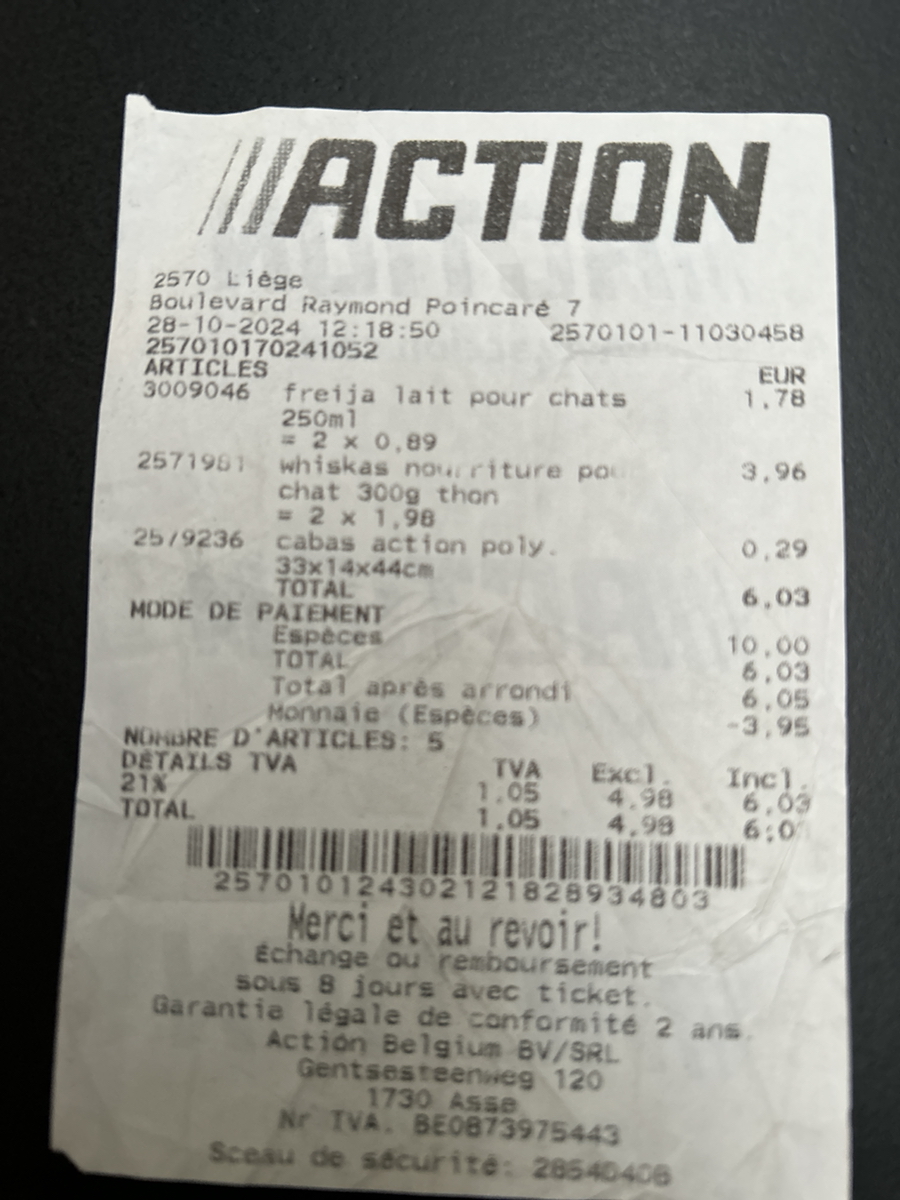 ACTION
2570 Liège
Boulevard Raymond Poincaré 7
28-10-2024 12:18:50 2570101-11030458
257010170241052
ARTICLES EUR
3009046 freija lait pour chats 1,78
250ml
= 2 x 0,89
2571981 whiskas nourriture pou 3,96
chat 300g thon
= 2 x 1,98
2579236 cabas action poly. 0,29
33x14x44cm
TOTAL 6,03
MODE DE PAIEMENT
Espèces 10,00
TOTAL 6,03
Total après arrondi 6,05
Monnaie (Espèces) -3,95
NOMBRE D'ARTICLES: 5
DÉTAILS TVA TVA Excl. Incl.
21% 1.05 4.98 6.03
TOTAL 1.05 4.98 6.03
257010124302121828934803
Merci et au revoir!
Échange ou remboursement
sous 8 jours avec ticket.
Garantie légale de conformité 2 ans.
Action Belgium BV/SRL
Gentsesteenweg 120
1730 Asse
Nr TVA. BE0873975443
Sceau de sécurité: 28540408